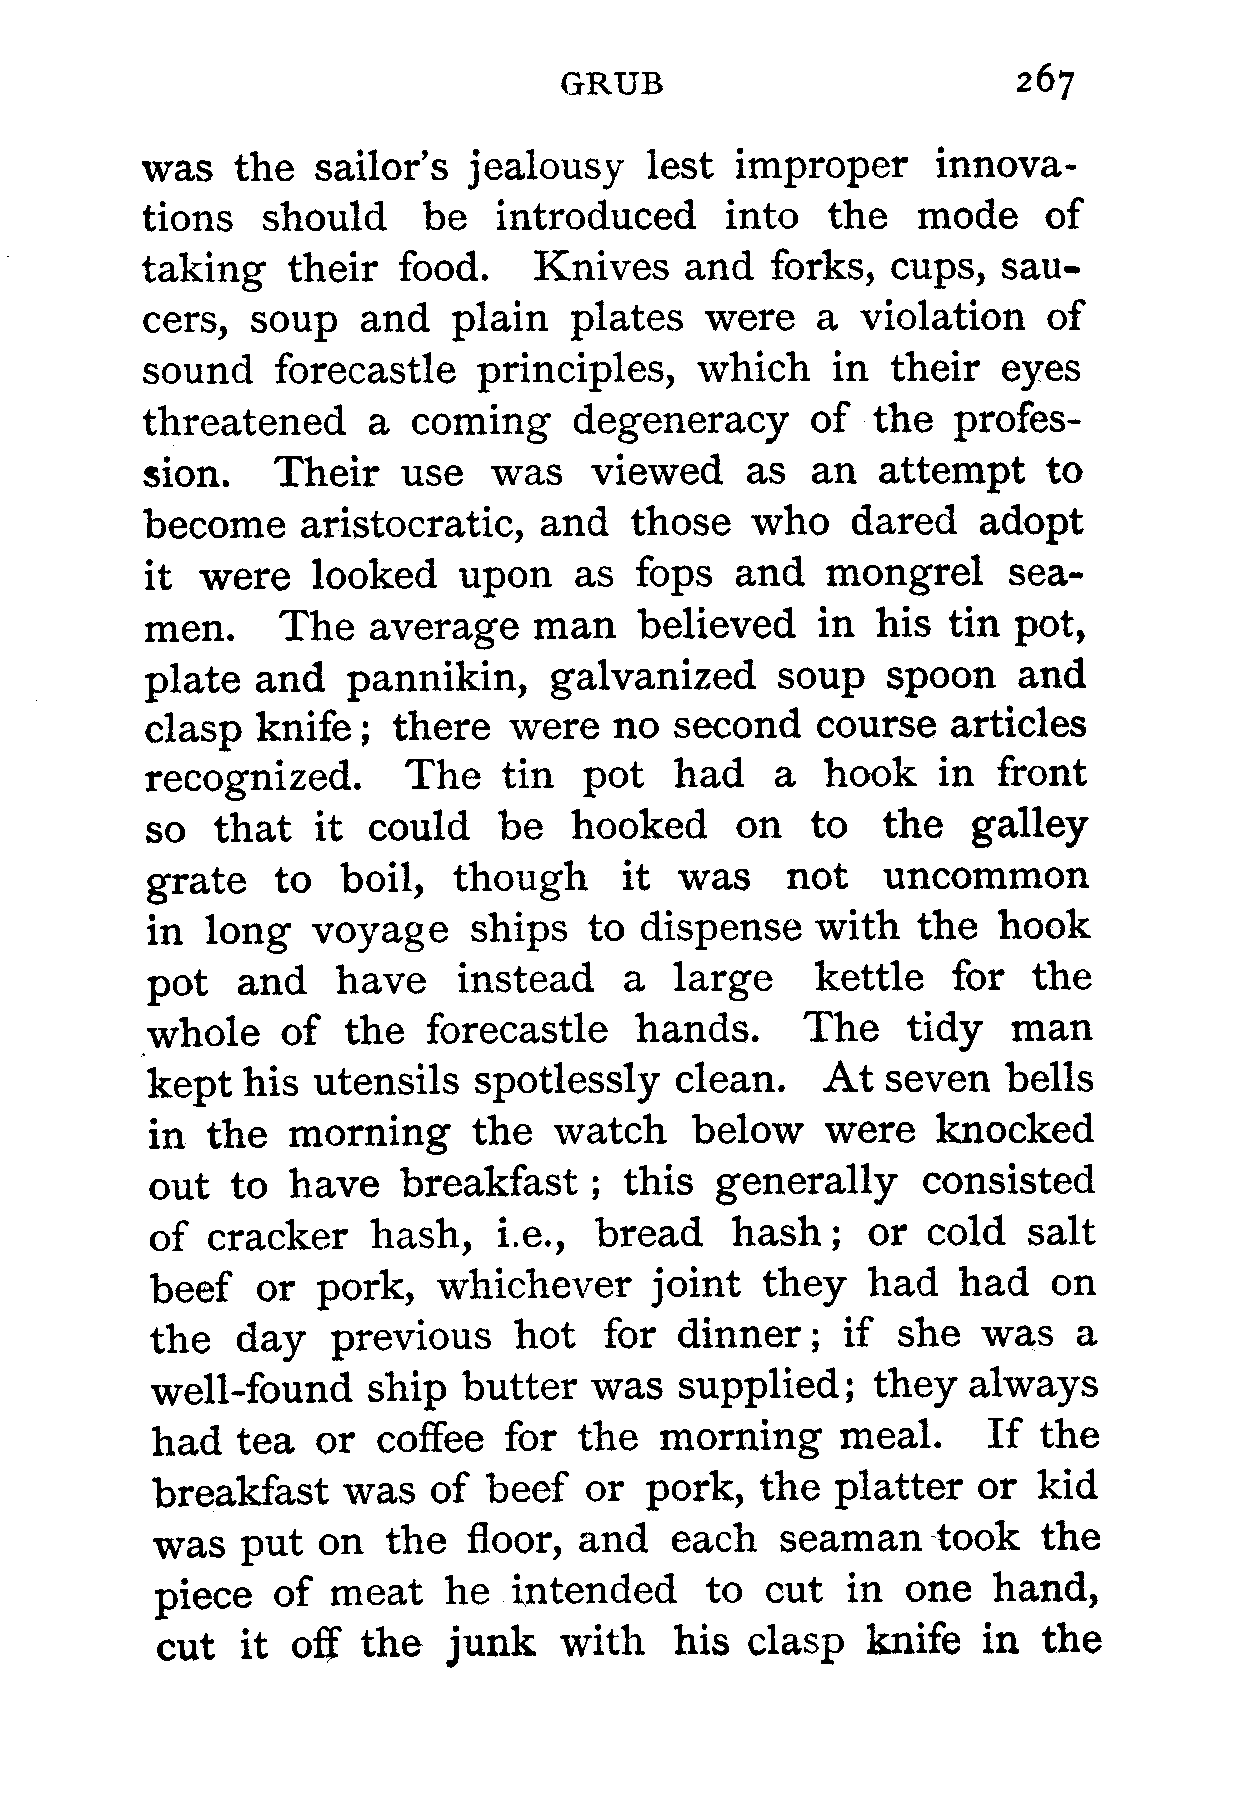 GRUB 267
was the sailor's jealousy lest improper innova-
tions should be introduced into the mode of
taking their food. Knives and forks, cups, sau-
cers, soup and plain plates were a violation of
sound forecastle principles, which in their eyes
threatened a coming degeneracy of the profes-
sion. Their use was viewed as an attempt to
become aristocratic, and those who dared adopt
it were looked upon as fops and mongrel sea-
men. The average man believed in his tin pot,
plate and pannikin, galvanized soup spoon and
clasp knife; there were no second course articles
recognized. The tin pot had a hook in front
so that it could be hooked on to the galley
grate to boil, though it was not uncommon
in long voyage ships to dispense with the hook
pot and have instead a large kettle for the
whole of the forecastle hands. The tidy man
kept his utensils spotlessly clean. At seven bells
in the morning the watch below were knocked
out to have breakfast; this generally consisted
of cracker hash, i.e., bread hash; or cold salt
beef or pork, whichever joint they had had on
the day previous hot for dinner; if she was a
well-found ship butter was supplied; they always
had tea or coffee for the morning meal. If the
breakfast was of beef or pork, the platter or kid
was put on the floor, and each seaman took the
piece of meat he intended to cut in one hand,
cut it off the junk with his clasp knife in the